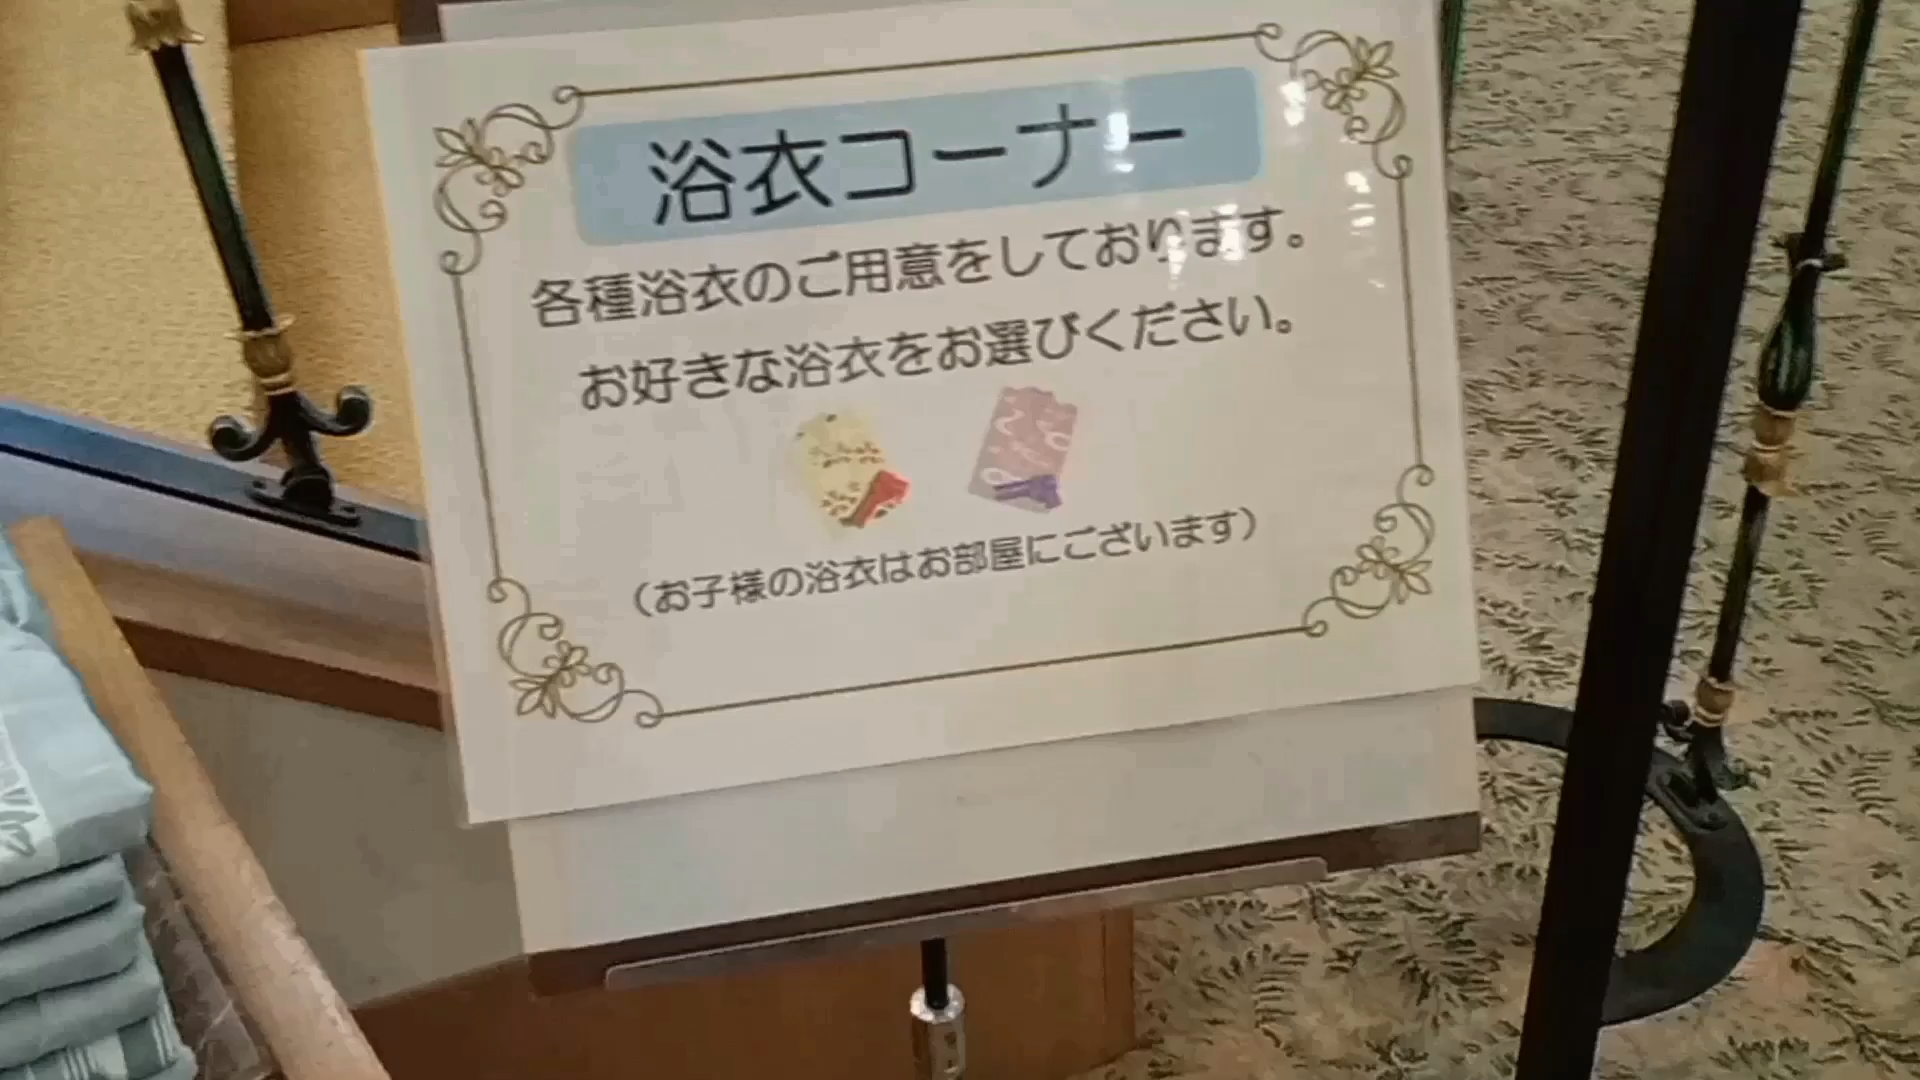 浴衣コーナー
各種浴衣のご用意をしております。
お好きな浴衣をお選びください。
（お子様の浴衣はお部屋にございます）